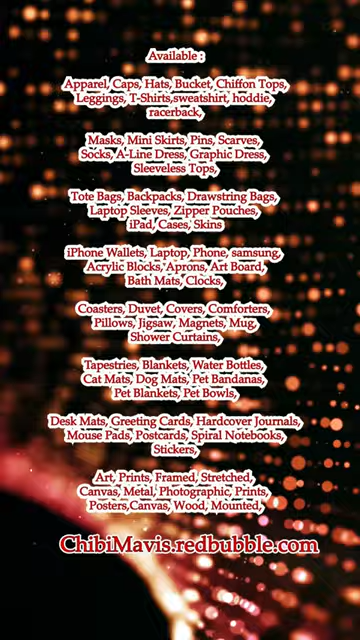 Available :
Apparel, Caps, Hats, Bucket, Chiffon Tops,
Leggings, T-Shirts,sweatshirt, hoddie,
racerback,
Masks, Mini Skirts, Pins, Scarves,
Socks, A-Line Dress, Graphic Dress,
Sleeveless Tops,
Tote Bags, Backpacks, Drawstring Bags,
Laptop Sleeves, Zipper Pouches,
iPad, Cases, Skins
iPhone Wallets, Laptop, Phone, samsung,
Acrylic Blocks, Aprons, Art Board,
Bath Mats, Clocks,
Coasters, Duvet, Covers, Comforters,
Pillows, Jigsaw, Magnets, Mug,
Shower Curtains,
Tapestries, Blankets, Water Bottles,
Cat Mats, Dog Mats, Pet Bandanas,
Pet Blankets, Pet Bowls,
Desk Mats, Greeting Cards, Hardcover Journals,
Mouse Pads, Postcards, Spiral Notebooks,
Stickers,
Art, Prints, Framed, Stretched,
Canvas, Metal, Photographic, Prints,
Posters,Canvas, Wood, Mounted,
ChibiMavis.redbubble.com